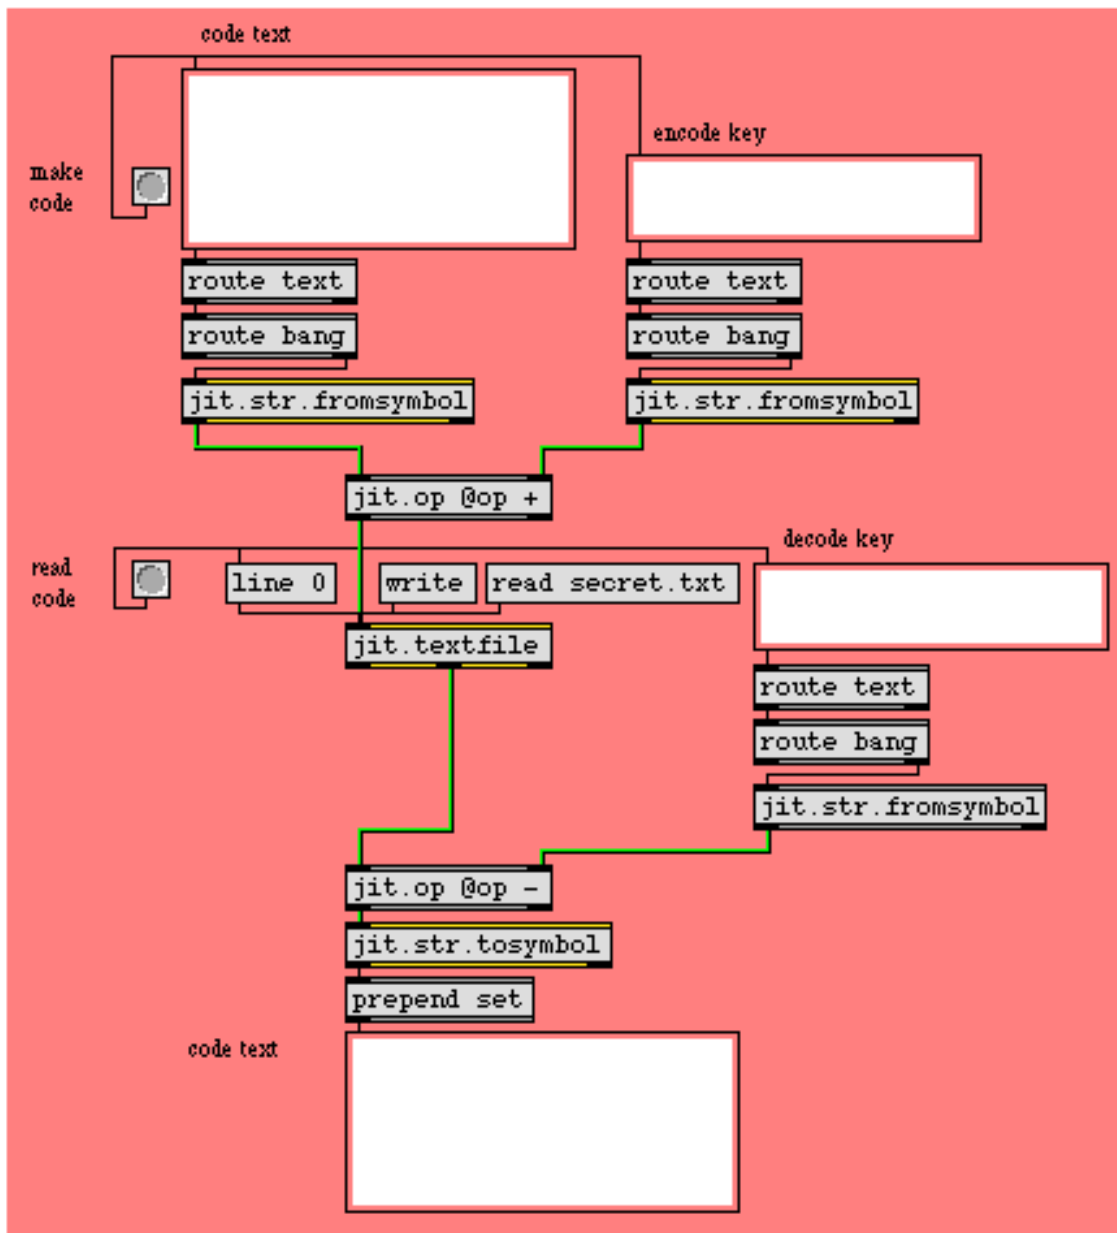 code text
encode key
make
code
route text
route text
route bang
route bang
jit.str.fromsymbol
jit.str.fromsymbol
jit.op @op +
decode key
read
code
line 0
write
read secret.txt
jit.textfile
route text
route bang
jit.str.fromsymbol
jit.op @op -
jit.str.tosymbol
prepend set
code text